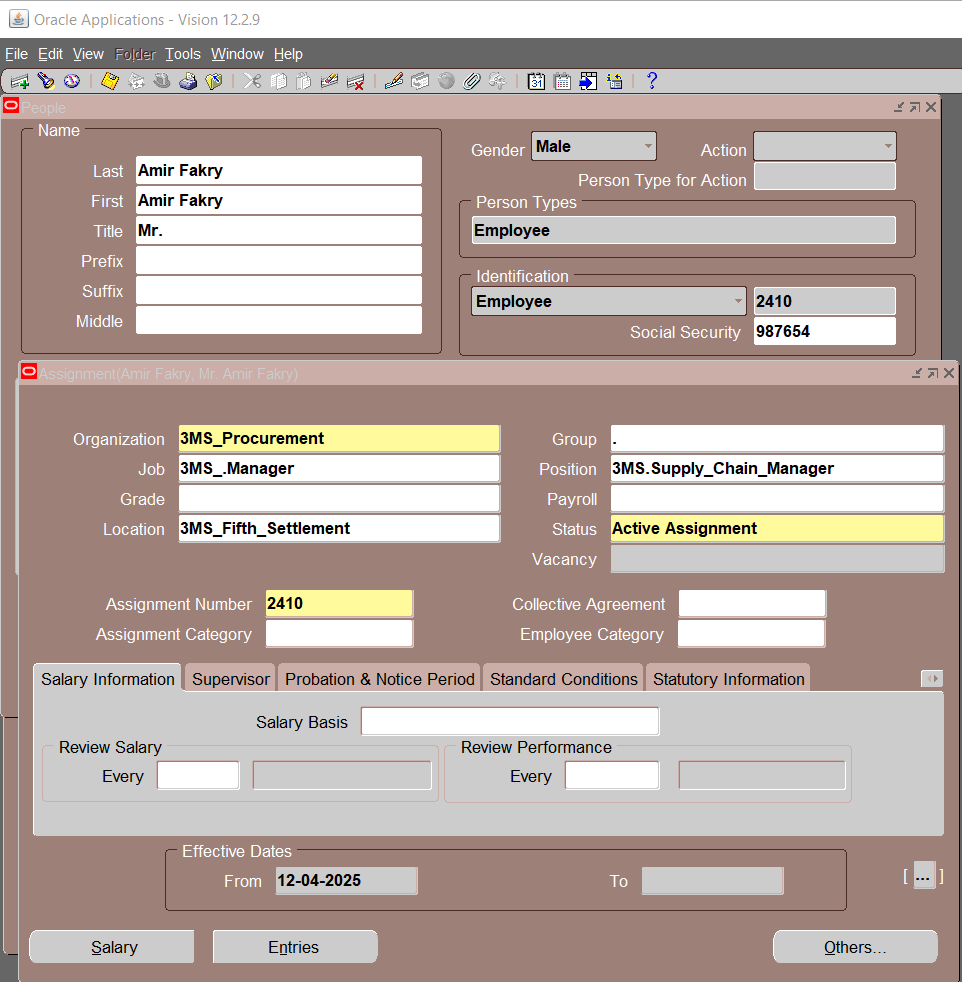 Oracle Applications - Vision 12.2.9
File Edit View Folder Tools Window Help
31
?
People
Name
Last Amir Fakry
First Amir Fakry
Title Mr.
Prefix
Suffix
Middle
Gender Male Action
Person Type for Action
Person Types
Employee
Identification
Employee 2410
Social Security 987654
Assignment(Amir Fakry, Mr. Amir Fakry)
Organization 3MS_Procurement Group .
Job 3MS_.Manager Position 3MS.Supply_Chain_Manager
Grade Payroll
Location 3MS_Fifth_Settlement Status Active Assignment
Vacancy
Assignment Number 2410 Collective Agreement
Assignment Category Employee Category
Salary Information Supervisor Probation & Notice Period Standard Conditions Statutory Information
Salary Basis
Review Salary Review Performance
Every Every
Effective Dates
From 12-04-2025 To [ ... ]
Salary Entries Others...